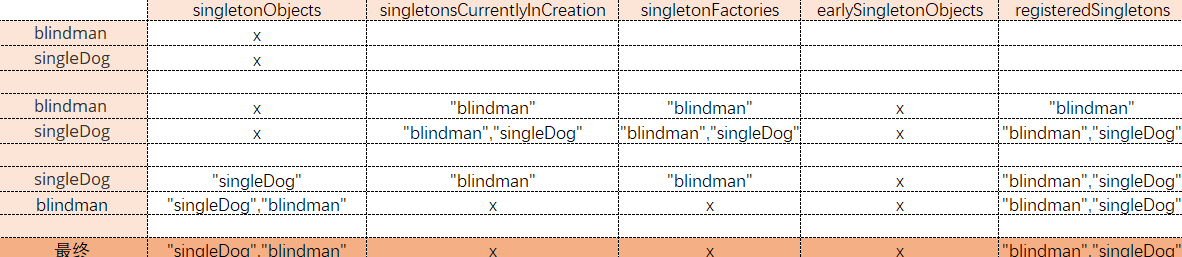 singletonObjects singletonsCurrentlyInCreation singletonFactories earlySingletonObjects registeredSingletons
blindman x
singleDog x
blindman x "blindman" "blindman" x "blindman"
singleDog x "blindman","singleDog" "blindman","singleDog" x "blindman","singleDog"
singleDog "singleDog" "blindman" "blindman" x "blindman","singleDog"
blindman "singleDog","blindman" x x x "blindman","singleDog"
最终 "singleDog","blindman" x x x "blindman","singleDog"